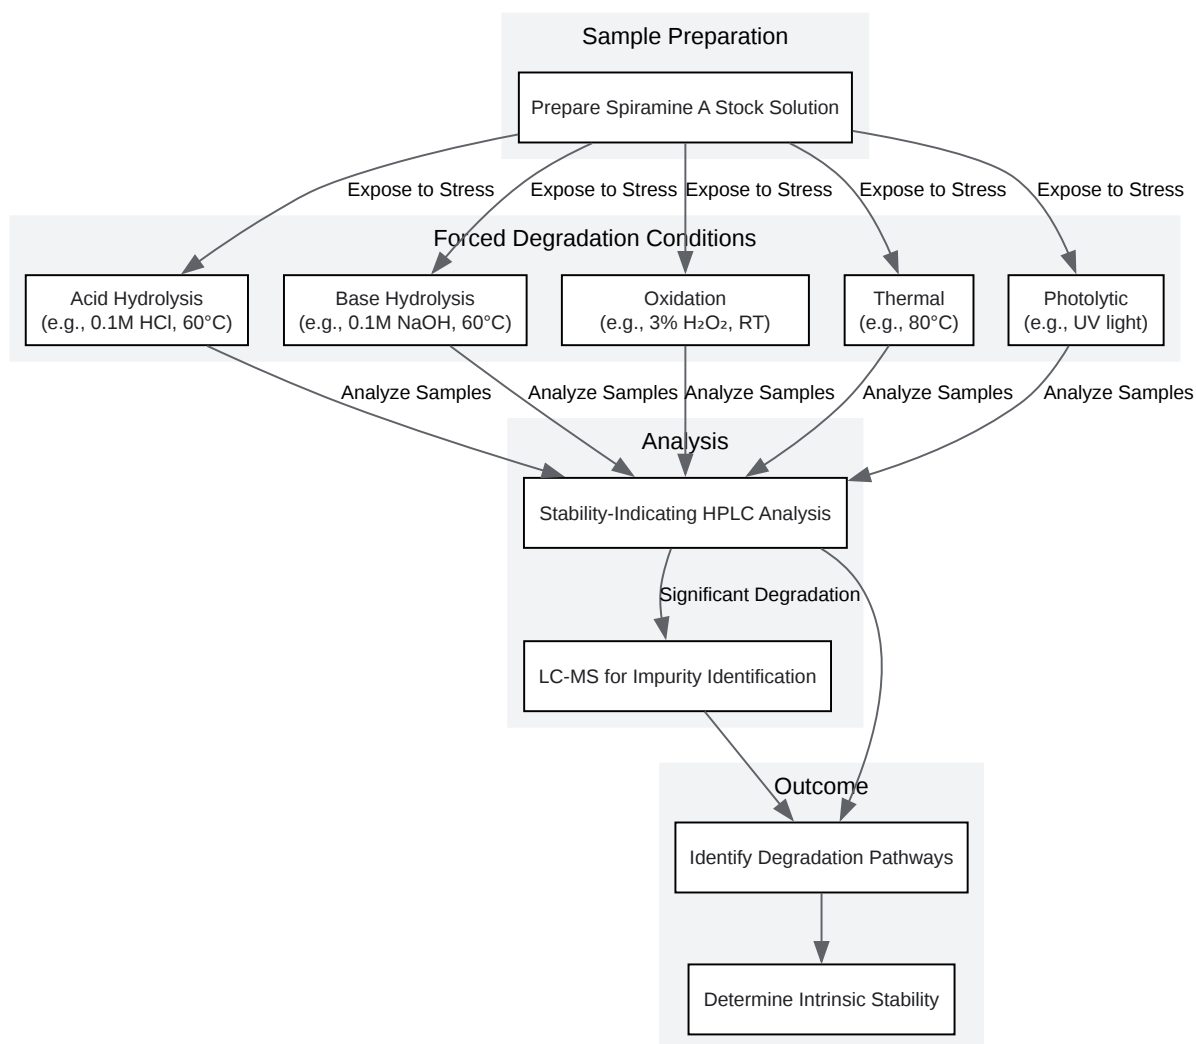 Sample Preparation
Prepare Spiramine A Stock Solution
Expose to Stress
Expose to Stress
Expose to Stress
Expose to Stress
Expose to Stress
Forced Degradation Conditions
Acid Hydrolysis
(e.g., 0.1M HCl, 60°C)
Base Hydrolysis
(e.g., 0.1M NaOH, 60°C)
Oxidation
(e.g., 3% H₂O₂, RT)
Thermal
(e.g., 80°C)
Photolytic
(e.g., UV light)
Analyze Samples
Analyze Samples
Analyze Samples
Analyze Samples
Analyze Samples
Analysis
Stability-Indicating HPLC Analysis
Significant Degradation
LC-MS for Impurity Identification
Outcome
Identify Degradation Pathways
Determine Intrinsic Stability